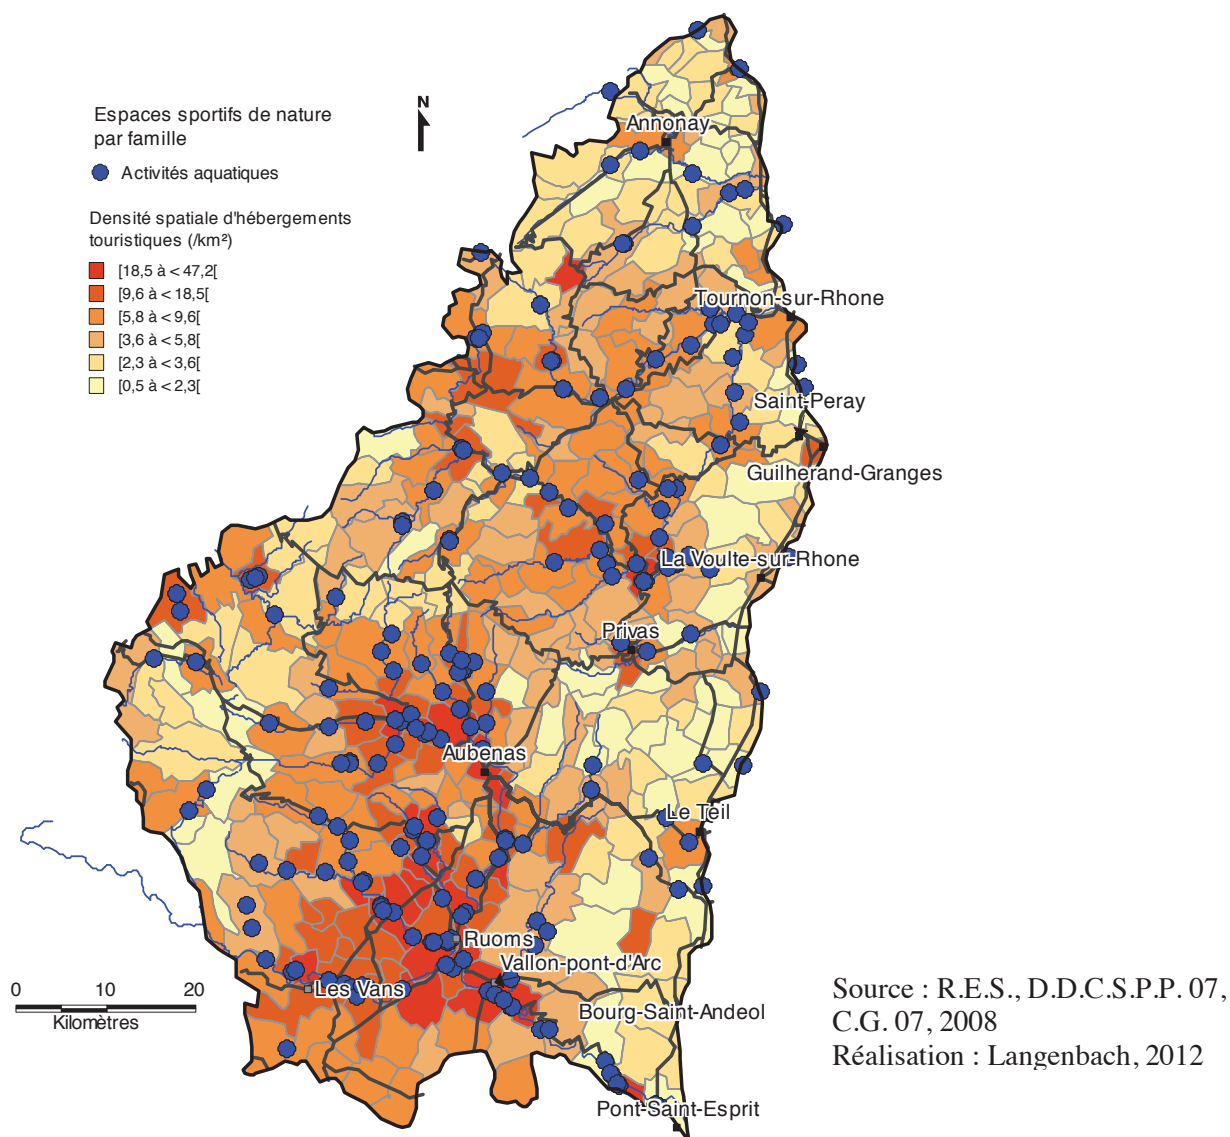 Espaces sportifs de nature
par famille
Activités aquatiques
Densité spatiale d'hébergements
touristiques (/km²)
[18,5 à < 47,2[
[9,6 à < 18,5[
[5,8 à < 9,6[
[3,6 à < 5,8[
[2,3 à < 3,6[
[0,5 à < 2,3[
N
Annonay
Tournon-sur-Rhone
Saint-Peray
Guilherand-Granges
La Voulte-sur-Rhone
Privas
Aubenas
Le Teil
Ruoms
Vallon-pont-d'Arc
Les Vans
Bourg-Saint-Andeol
Pont-Saint-Esprit
0 10 20
Kilomètres
Source : R.E.S., D.D.C.S.P.P. 07,
C.G. 07, 2008
Réalisation : Langenbach, 2012